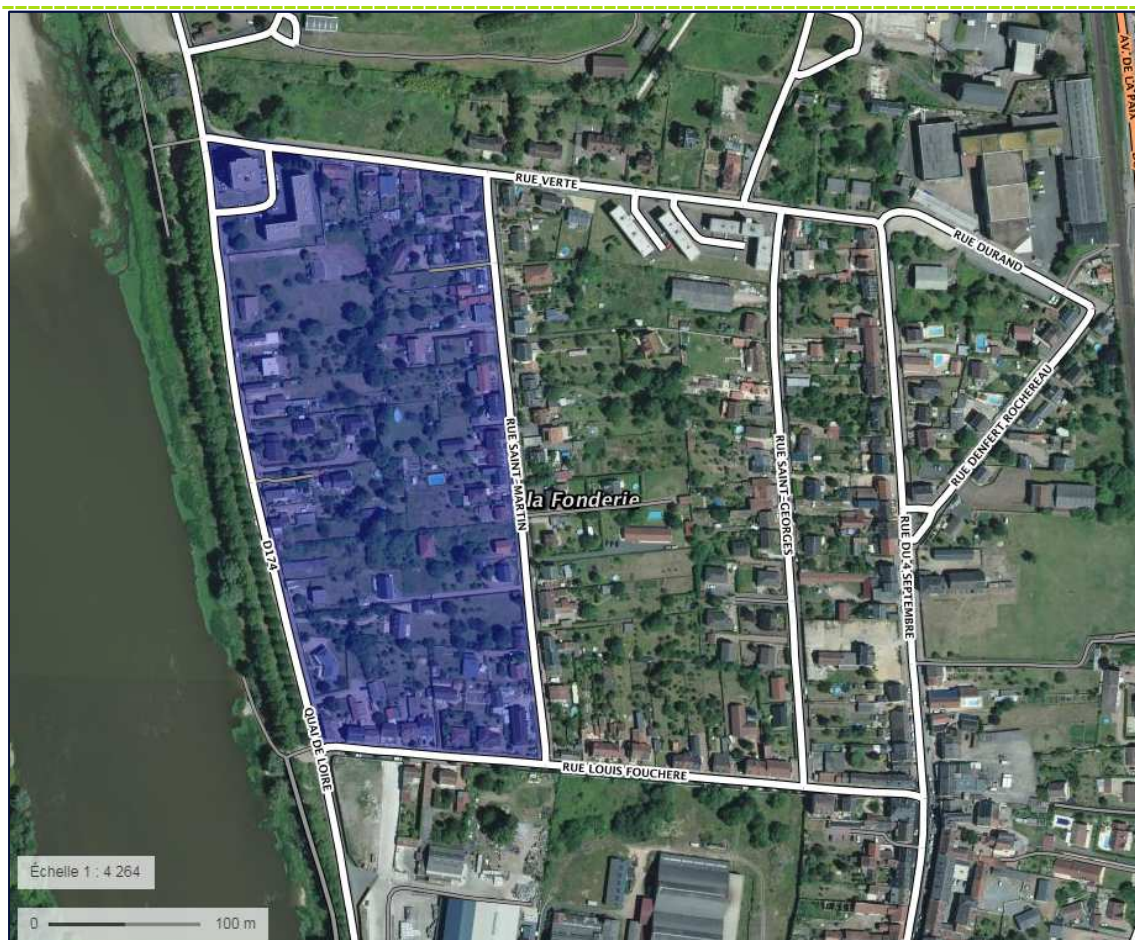 AV. DE LA PAIX
RUE VERTE
RUE DURAND
RUE DENFERT ROCHEREAU
RUE SAINT-MARTIN
RUE SAINT-GEORGES
la Fonderie
D174
RUE DU 4 SEPTEMBRE
QUAI DE LOIRE
RUE LOUIS FOUCHERE
Échelle 1 : 4 264
0 100 m